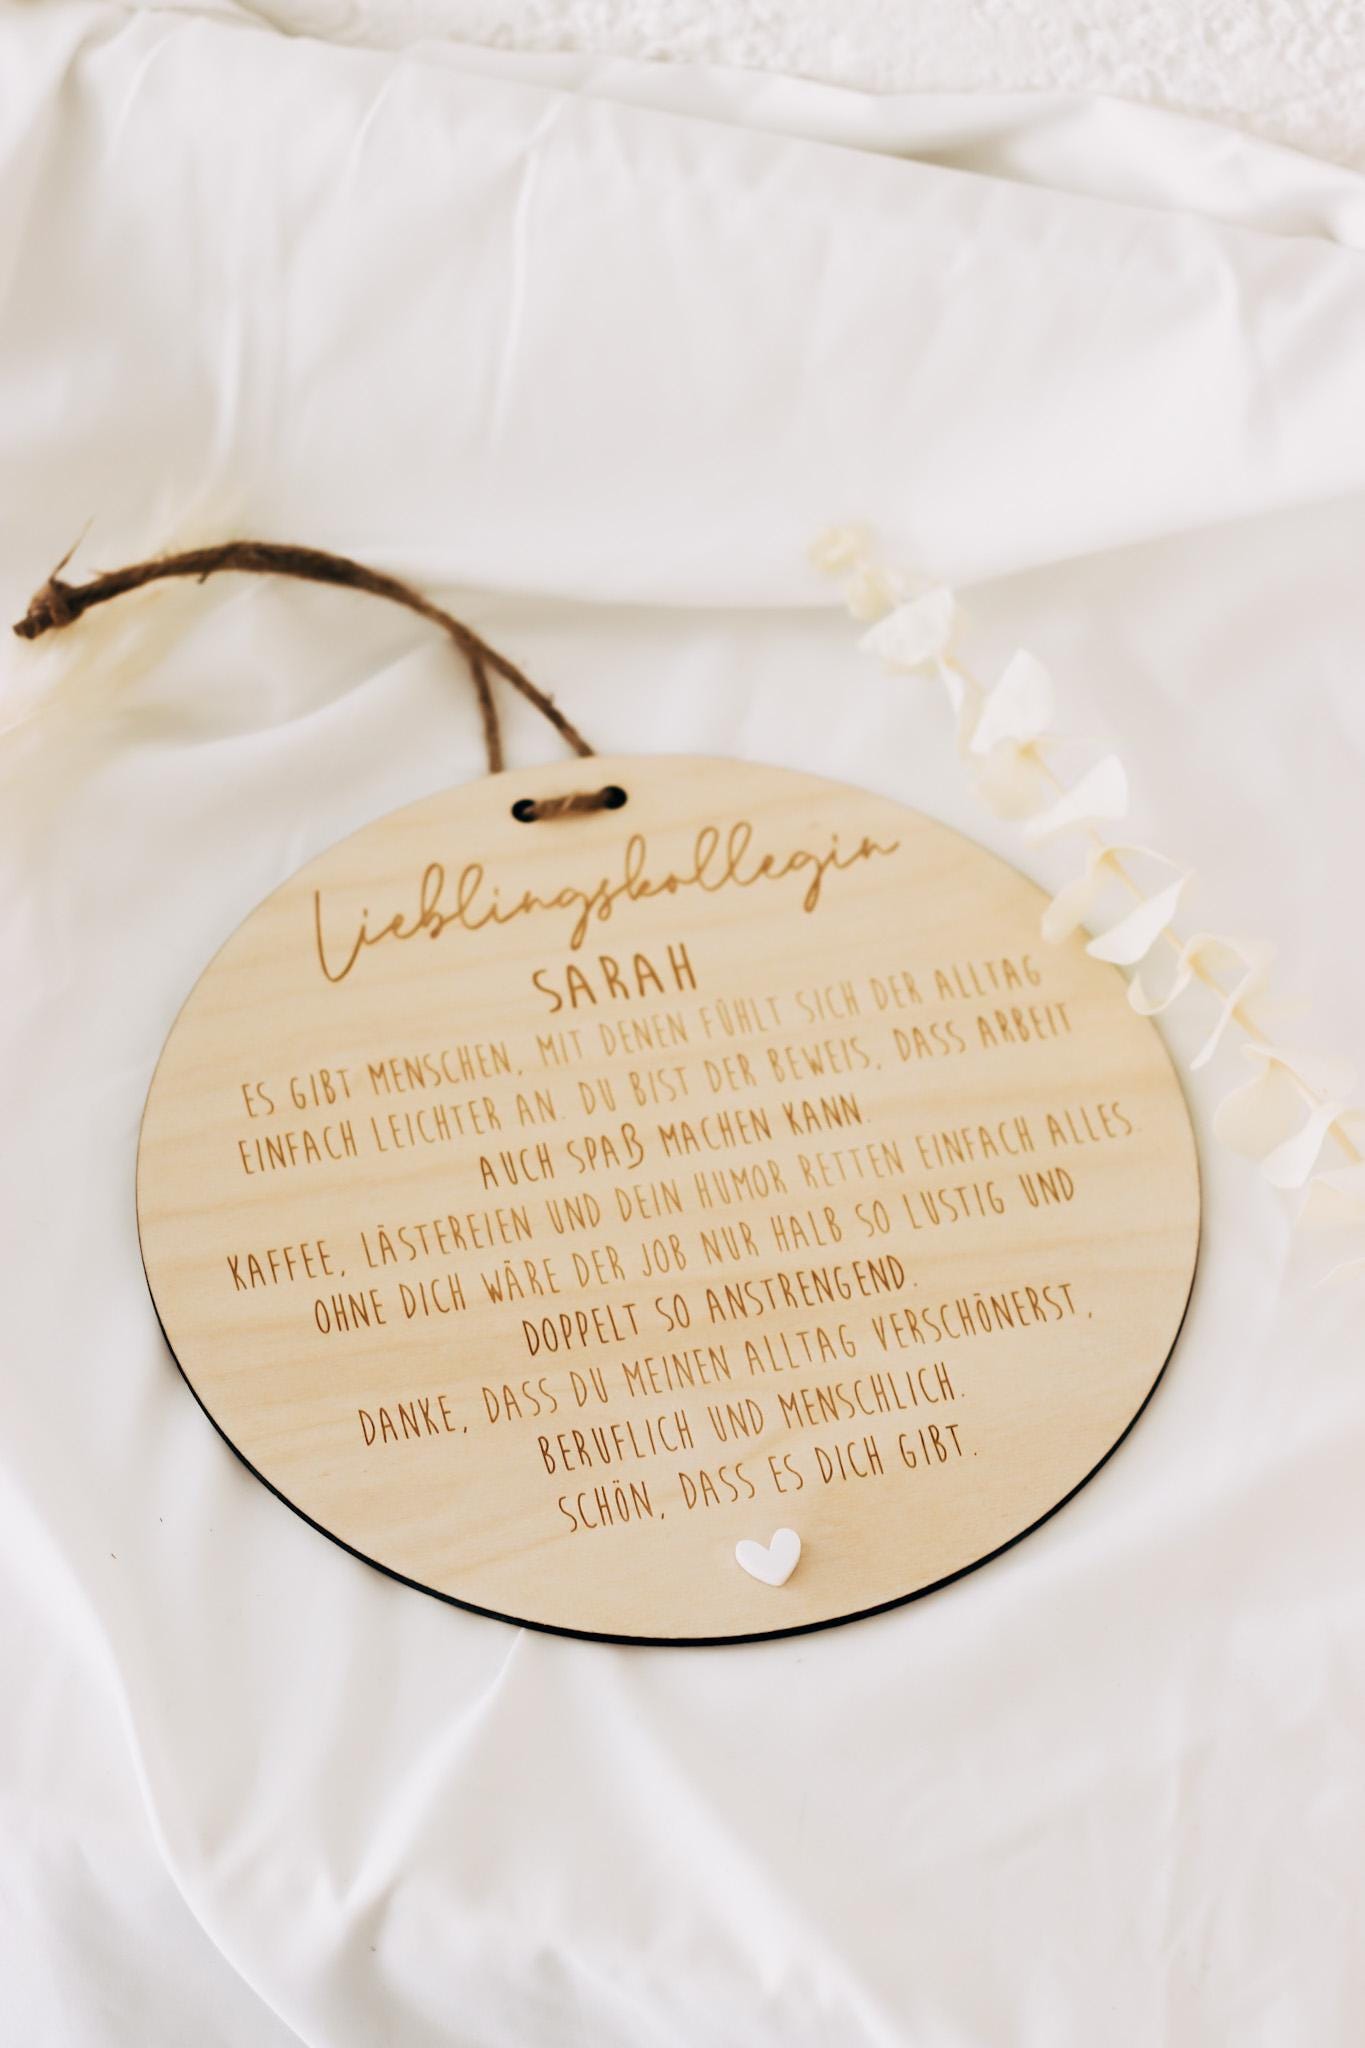 Lieblingskollegin
SARAH
ES GIBT MENSCHEN, MIT DENEN FÜHLT SICH DER ALLTAG
EINFACH LEICHTER AN. DU BIST DER BEWEIS, DASS ARBEIT
AUCH SPAß MACHEN KANN.
KAFFEE, LÄSTEREIEN UND DEIN HUMOR RETTEN EINFACH ALLES.
OHNE DICH WÄRE DER JOB NUR HALB SO LUSTIG UND
DOPPELT SO ANSTRENGEND.
DANKE, DASS DU MEINEN ALLTAG VERSCHÖNERST,
BERUFLICH UND MENSCHLICH.
SCHÖN, DASS ES DICH GIBT.